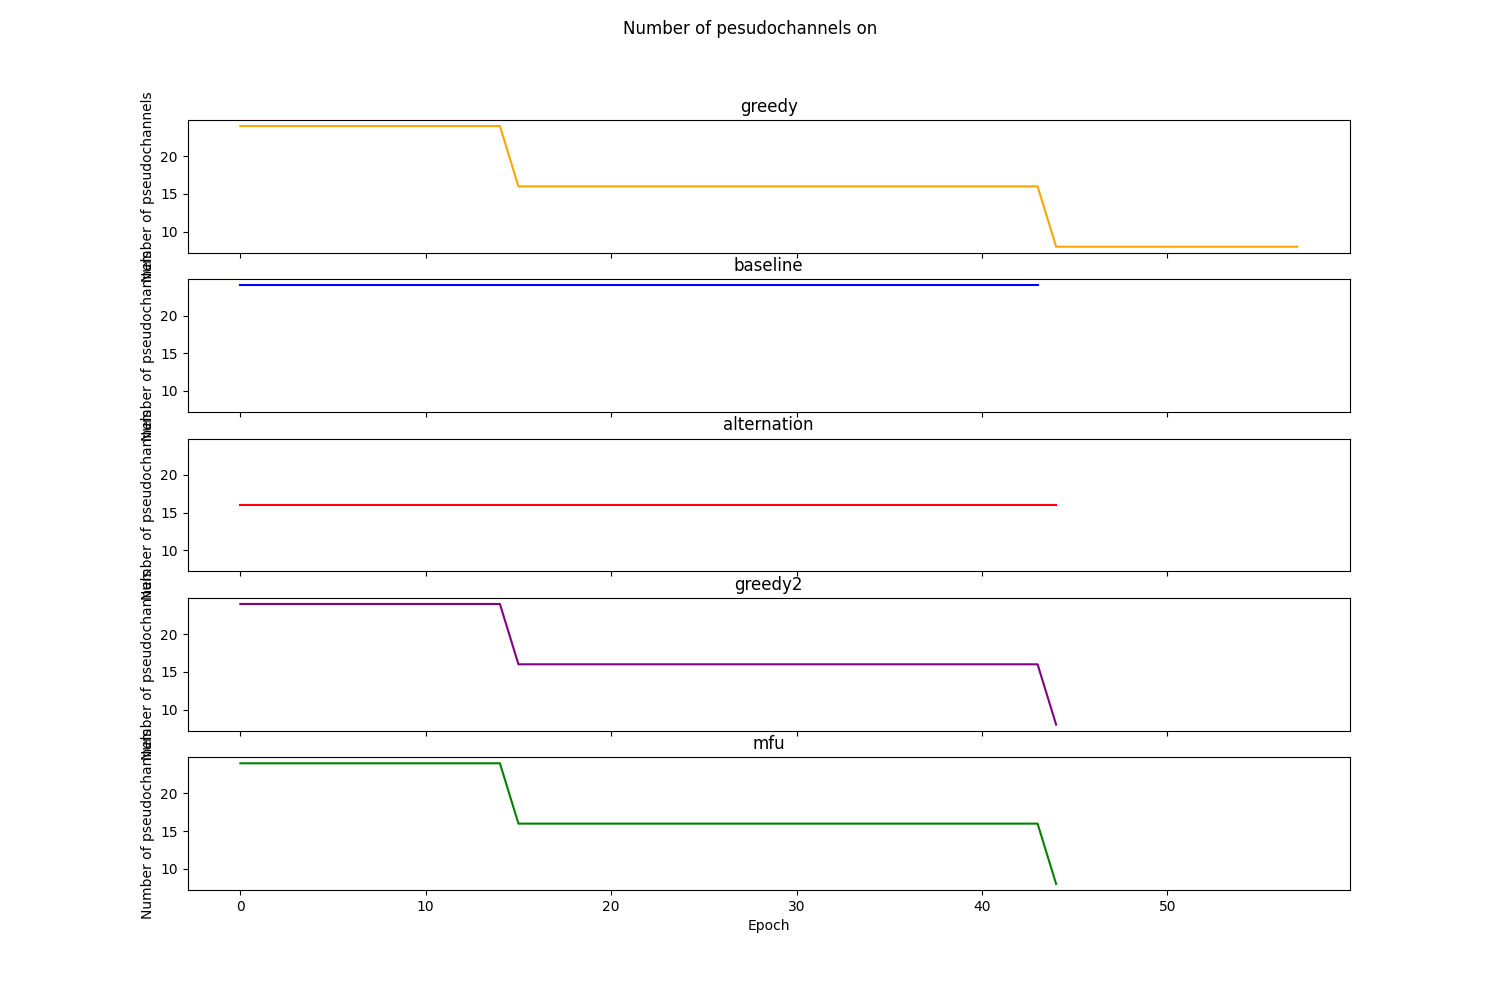 Number of pesudochannels on
greedy
Number of pseudochannels
20
15
10
baseline
Number of pseudochannels
20
15
10
alternation
Number of pseudochannels
20
15
10
greedy2
Number of pseudochannels
20
15
10
mfu
Number of pseudochannels
20
15
10
0 10 20 30 40 50
Epoch